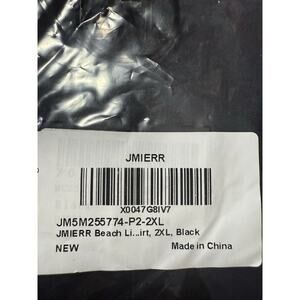 JMIERR
X0047G8IV7
JM5M255774-P2-2XL
JMIERR Beach Li...irt, 2XL, Black
NEW Made in China